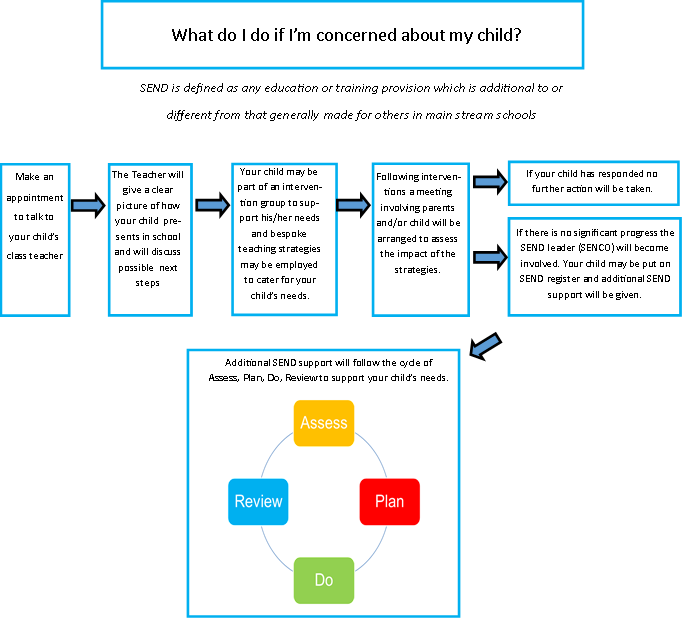 What do I do if I'm concerned about my child?
SEND is defined as any education or training provision which is additional to or
different from that generally made for others in main stream schools
Make an
appointment
to talk to
your child's
class teacher
The Teacher will
give a clear
picture of how
your child pre-
sents in school
and will discuss
possible next
steps
Your child may be
part of an interven-
tion group to sup-
port his/her needs
and bespoke
teaching strategies
may be employed
to cater for your
child's needs.
Following interven-
tions a meeting
involving parents
and/or child will be
arranged to assess
the impact of the
strategies.
If your child has responded no
further action will be taken.
If there is no significant progress the
SEND leader (SENCO) will become
involved. Your child may be put on
SEND register and additional SEND
support will be given.
Additional SEND support will follow the cycle of
Assess, Plan, Do, Review to support your child's needs.
Assess
Review
Plan
Do